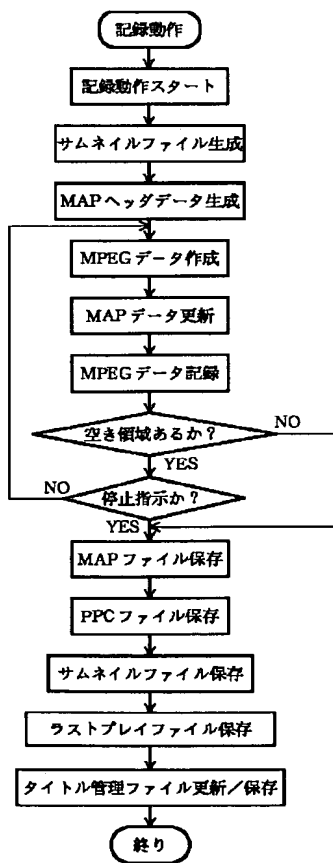 記録動作
記録動作スタート
サムネイルファイル生成
MAPヘッダデータ生成
MPEGデータ作成
MAPデータ更新
MPEGデータ記録
空き領域あるか？
NO
YES
停止指示か？
NO
YES
MAPファイル保存
PPCファイル保存
サムネイルファイル保存
ラストプレイファイル保存
タイトル管理ファイル更新／保存
終り